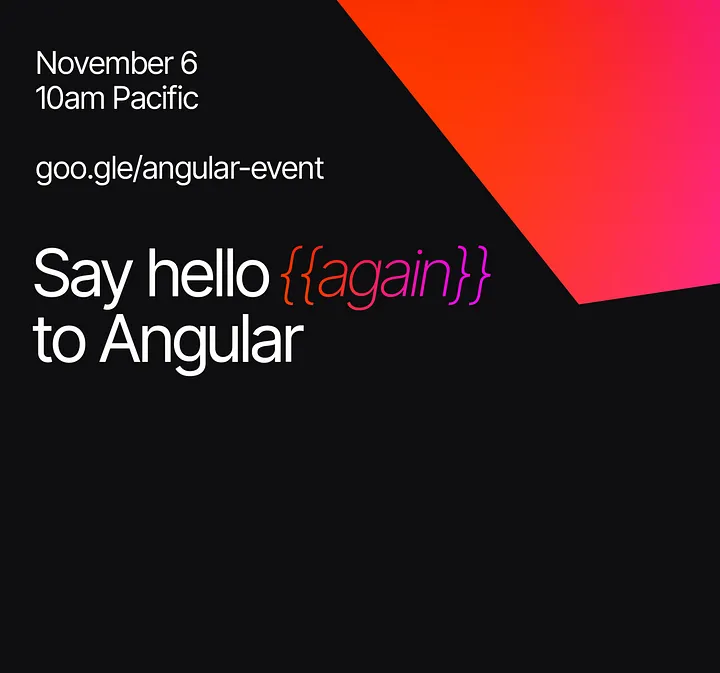 November 6
10am Pacific
goo.gle/angular-event
Say hello {{again}}
to Angular